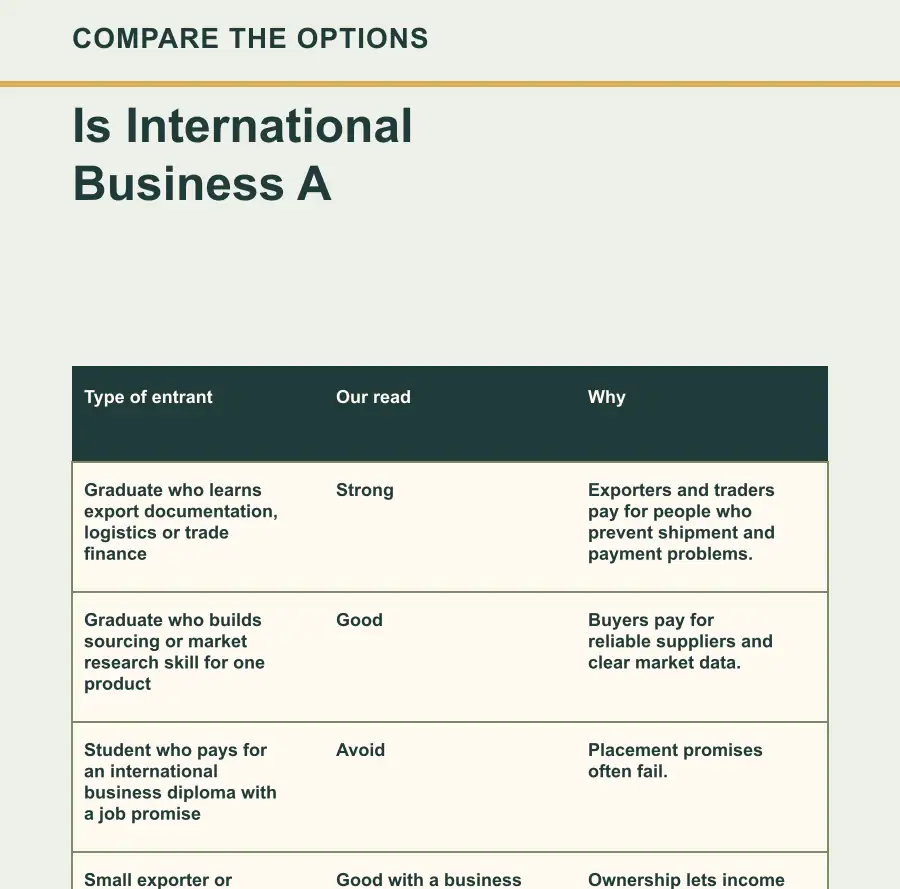 COMPARE THE OPTIONS
Is International
Business A
Type of entrant
Our read
Why
Graduate who learns
export documentation,
logistics or trade
finance
Strong
Exporters and traders
pay for people who
prevent shipment and
payment problems.
Graduate who builds
sourcing or market
research skill for one
product
Good
Buyers pay for
reliable suppliers and
clear market data.
Student who pays for
an international
business diploma with
a job promise
Avoid
Placement promises
often fail.
Small exporter or
Good with a business
Ownership lets income